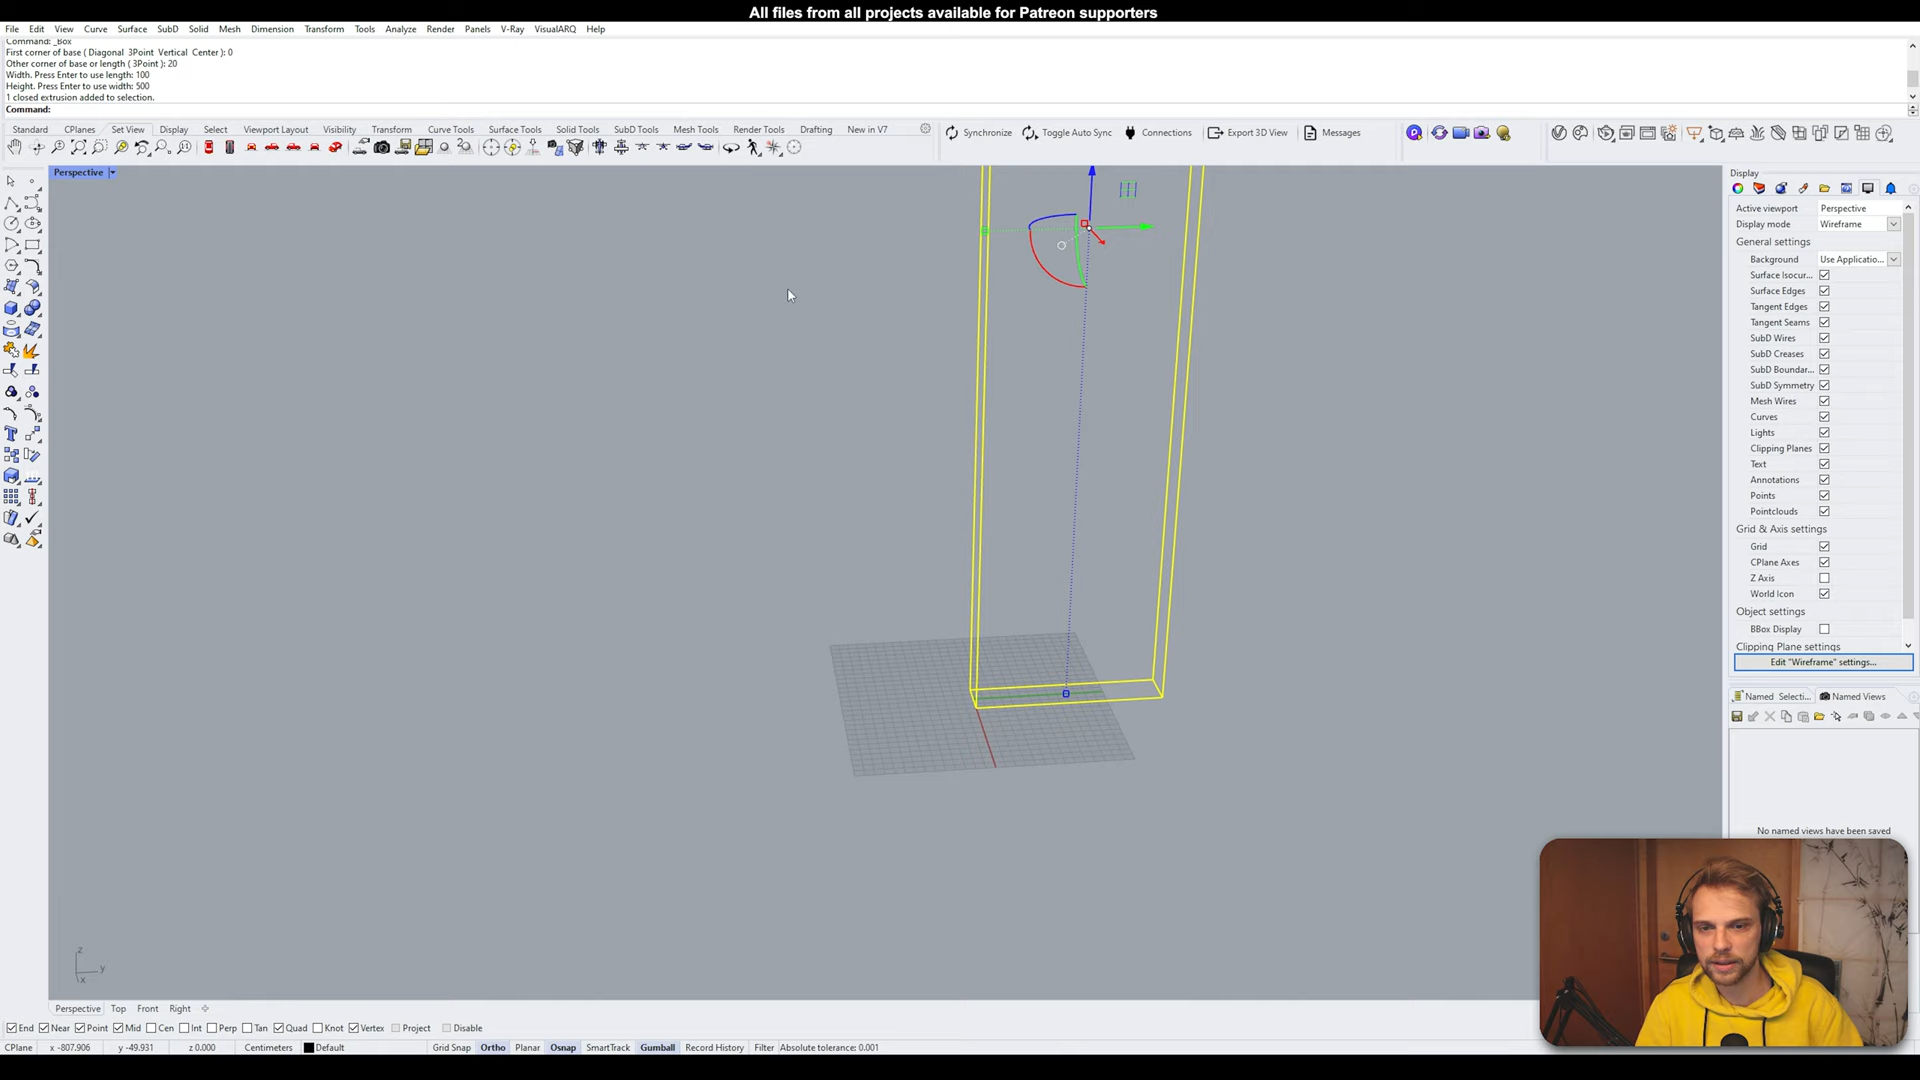 All files from all projects available for Patreon supporters
File Edit View Curve Surface SubD Solid Mesh Dimension Transform Tools Analyze Render Panels V-Ray VisualARQ Help
Command: _Box
First corner of base ( Diagonal 3Point Vertical Center ): 0
Other corner of base or length ( 3Point ): 20
Width. Press Enter to use length: 100
Height. Press Enter to use width: 500
1 closed extrusion added to selection.
Command:
Standard CPlanes Set View Display Select Viewport Layout Visibility Transform Curve Tools Surface Tools Solid Tools SubD Tools Mesh Tools Render Tools Drafting New in V7
Synchronize Toggle Auto Sync Connections Export 3D View Messages
Perspective
Display
Active viewport Perspective
Display mode Wireframe
General settings
Background Use Applicatio...
Surface Isocur...
Surface Edges
Tangent Edges
Tangent Seams
SubD Wires
SubD Creases
SubD Boundar...
SubD Symmetry
Mesh Wires
Curves
Lights
Clipping Planes
Text
Annotations
Points
Pointclouds
Grid & Axis settings
Grid
CPlane Axes
Z Axis
World Icon
Object settings
BBox Display
Clipping Plane settings
Edit "Wireframe" settings...
Named Selecti... Named Views
No named views have been saved
z
y
x
Perspective Top Front Right
End Near Point Mid Cen Int Perp Tan Quad Knot Vertex Project Disable
CPlane x -807.906 y -49.931 z 0.000 Centimeters Default Grid Snap Ortho Planar Osnap SmartTrack Gumball Record History Filter Absolute tolerance: 0.001